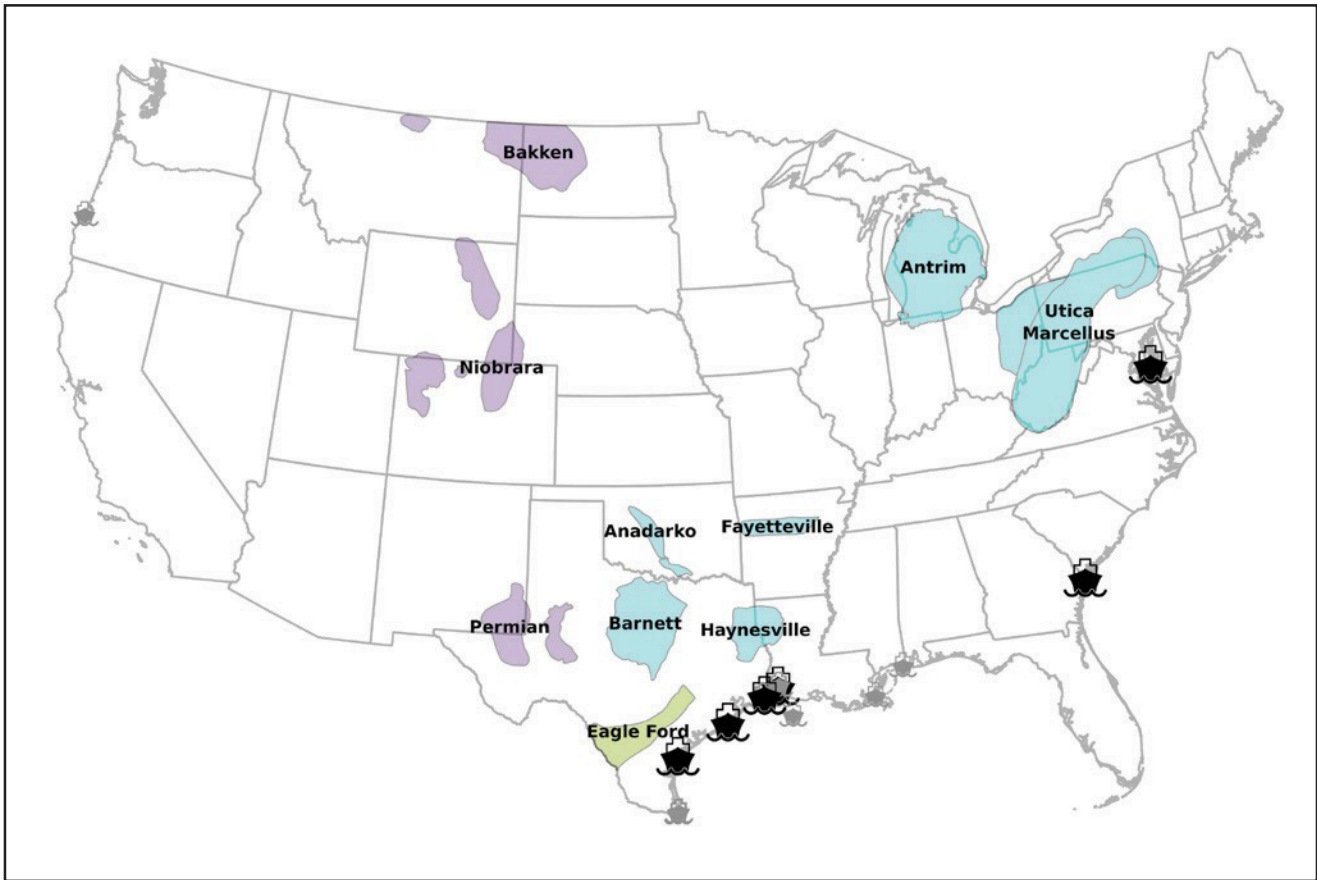 Bakken
Antrim
Utica
Marcellus
Niobrara
Anadarko
Fayetteville
Permian
Barnett
Haynesville
Eagle Ford